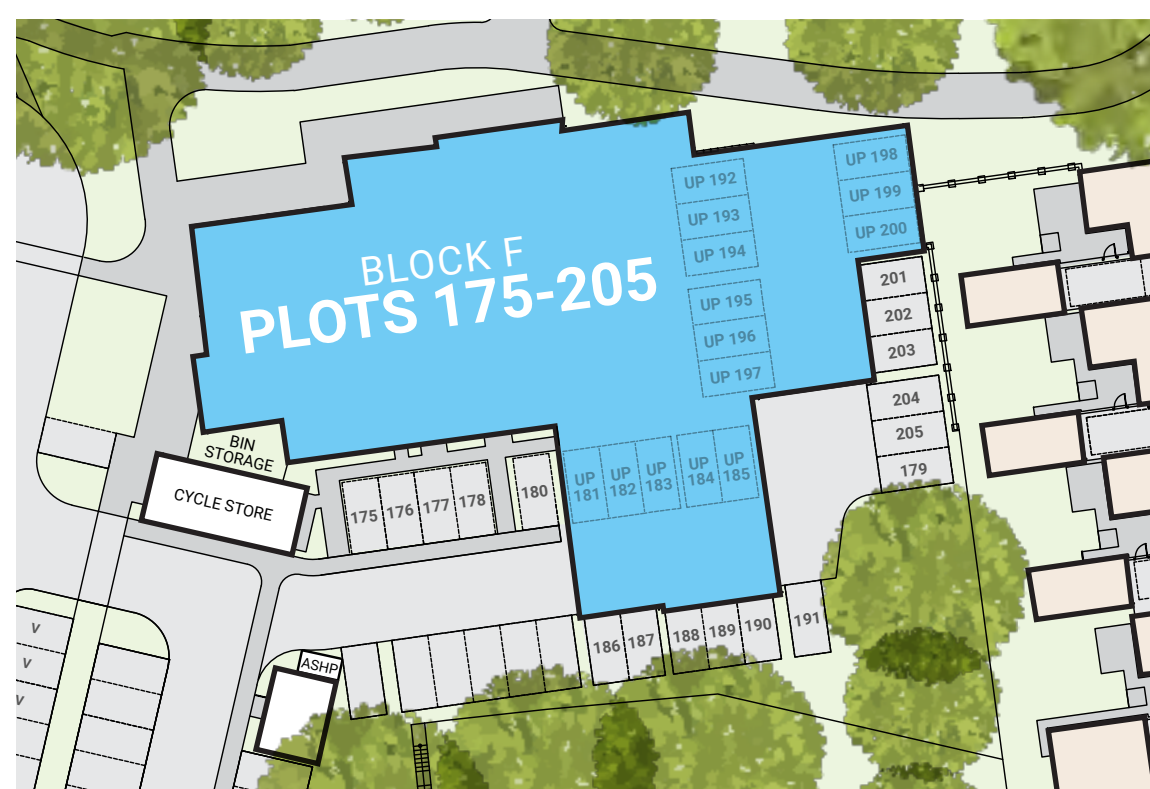 UP 198
UP 192
UP 199
UP 193
UP 200
UP 194
BLOCK F
PLOTS 175-205
201
UP 195
202
UP 196
203
UP 197
204
205
179
BIN
STORAGE
CYCLE STORE
175
176
177
178
180
UP
181
UP
182
UP
183
UP
184
UP
185
186
187
188
189
190
191
V
V
V
ASHP